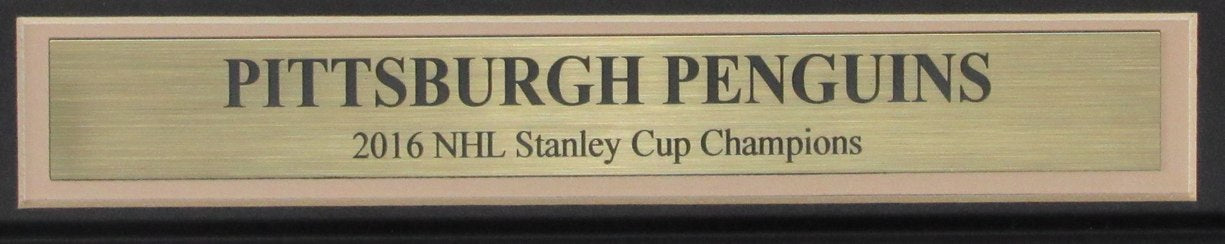 PITTSBURGH PENGUINS
2016 NHL Stanley Cup Champions